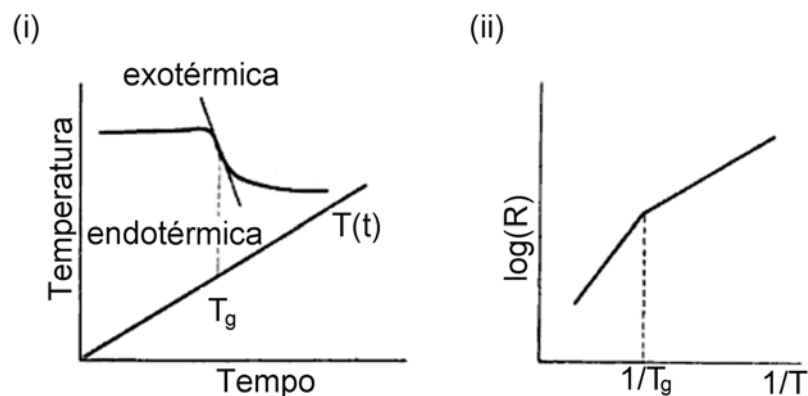 (i)
exotérmica
endotérmica
T(t)
Tg
Temperatura
Tempo
(ii)
log(R)
1/Tg
1/T